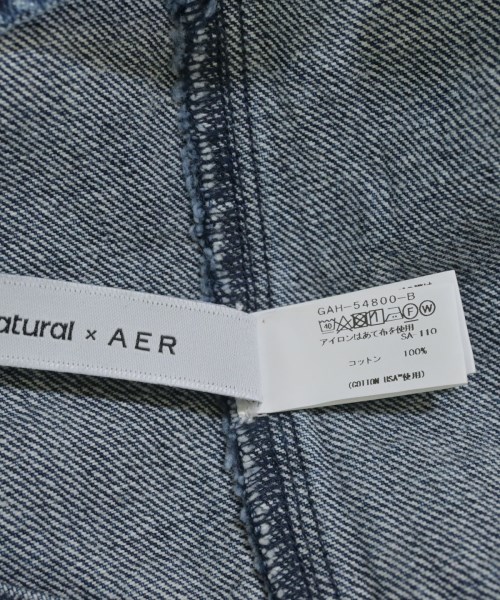 atural × AER
GAH-54800-B
40 F W
アイロンはあて布を使用
SA-110
コットン 100%
(COTTON USA™使用)